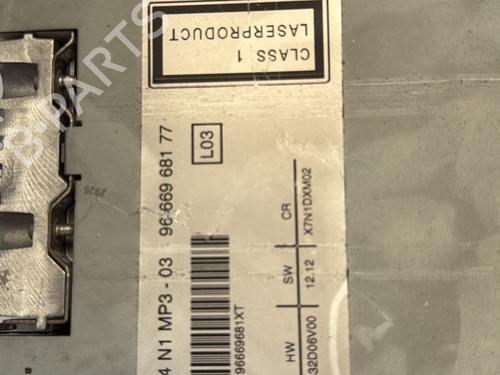 CLASS 1
LASERPRODUCT
4 N1 MP3 - 03 96 669 681 77
L03
96669681XT
HW SW CR
32D06V00 12.12 X7N1DXM02
B-PARTS